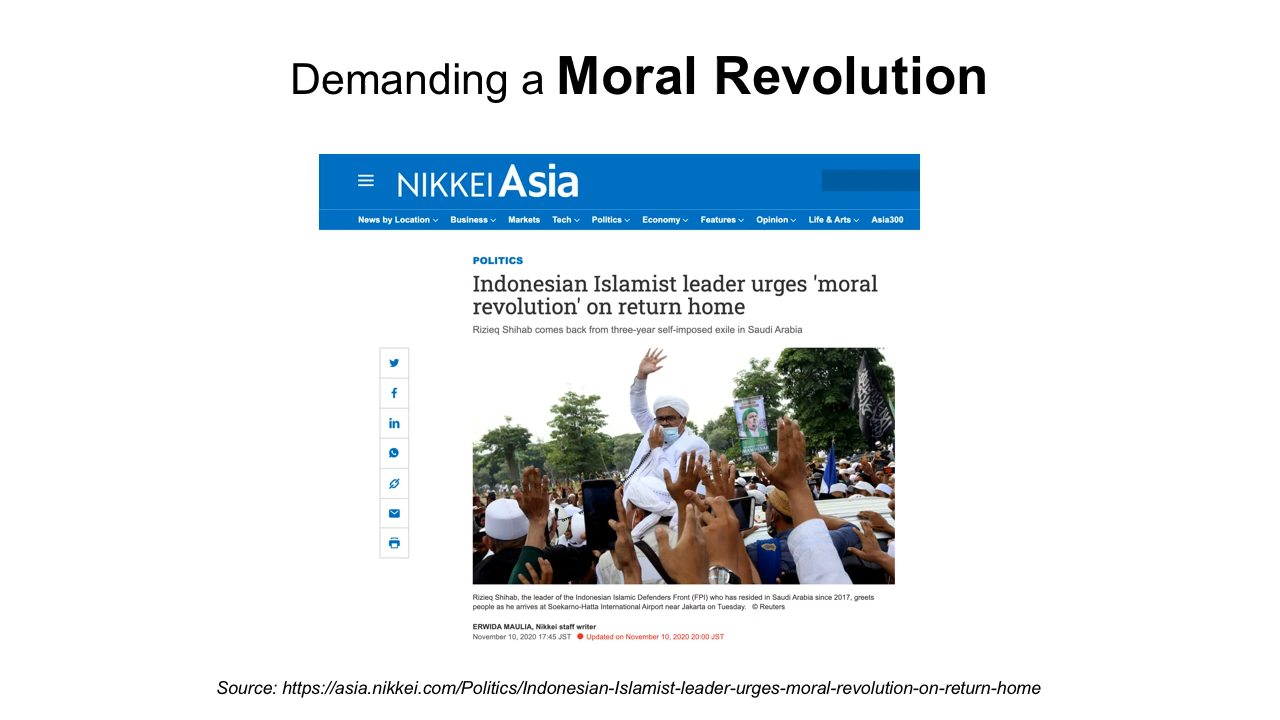 Demanding a Moral Revolution
NIKKEI Asia
News by Location Business Markets Tech Politics Economy Features Opinion Life & Arts Asia300
POLITICS
Indonesian Islamist leader urges 'moral
revolution' on return home
Rizieq Shihab comes back from three-year self-imposed exile in Saudi Arabia
Rizieq Shihab, the leader of the Indonesian Islamic Defenders Front (FPI) who has resided in Saudi Arabia since 2017, greets
people as he arrives at Soekarno-Hatta International Airport near Jakarta on Tuesday. © Reuters
ERWIDA MAULIA, Nikkei staff writer
November 10, 2020 17:45 JST Updated on November 10, 2020 20:00 JST
Source: https://asia.nikkei.com/Politics/Indonesian-Islamist-leader-urges-moral-revolution-on-return-home